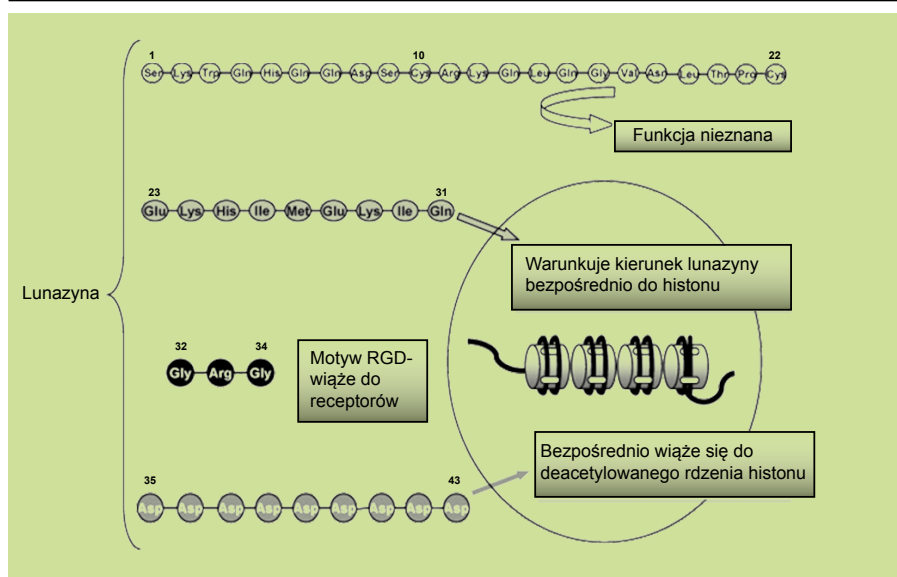 1 10 22
Ser Lys Trp Gln His Gln Gln Asp Ser Cys Arg Lys Gln Leu Gln Gly Val Asn Leu Thr Pro Cys
Funkcja nieznana
23 31
Glu Lys His Ile Met Glu Lys Ile Gln
Warunkuje kierunek lunazyny
bezpośrednio do histonu
Lunazyna
32 34
Gly Arg Gly
Motyw RGD-
wiąże do
receptorów
Bezpośrednio wiąże się do
deacetylowanego rdzenia histonu
35 43
Asp Asp Asp Asp Asp Asp Asp Asp Asp